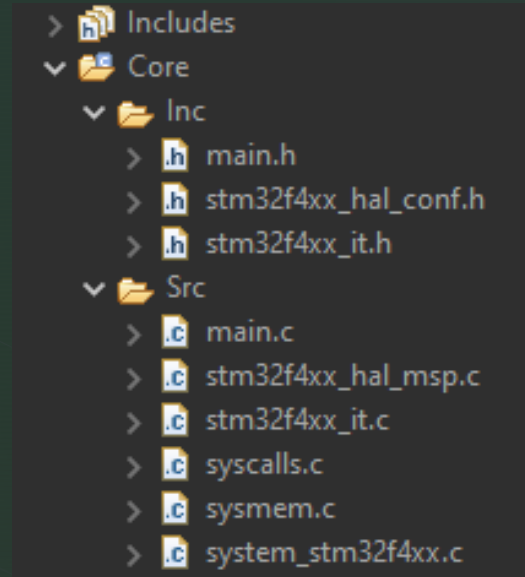 Includes
Core
Inc
.h main.h
.h stm32f4xx_hal_conf.h
.h stm32f4xx_it.h
Src
.c main.c
.c stm32f4xx_hal_msp.c
.c stm32f4xx_it.c
.c syscalls.c
.c sysmem.c
.c system_stm32f4xx.c